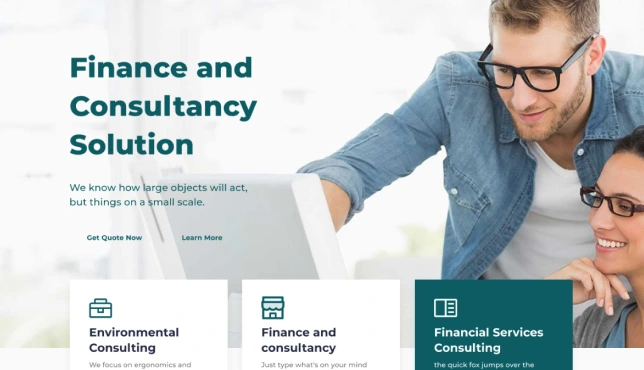 Finance and
Consultancy
Solution
We know how large objects will act,
but things on a small scale.
Get Quote Now
Learn More
Environmental
Consulting
We focus on ergonomics and
Finance and
consultancy
Just type what's on your mind
Financial Services
Consulting
the quick fox jumps over the